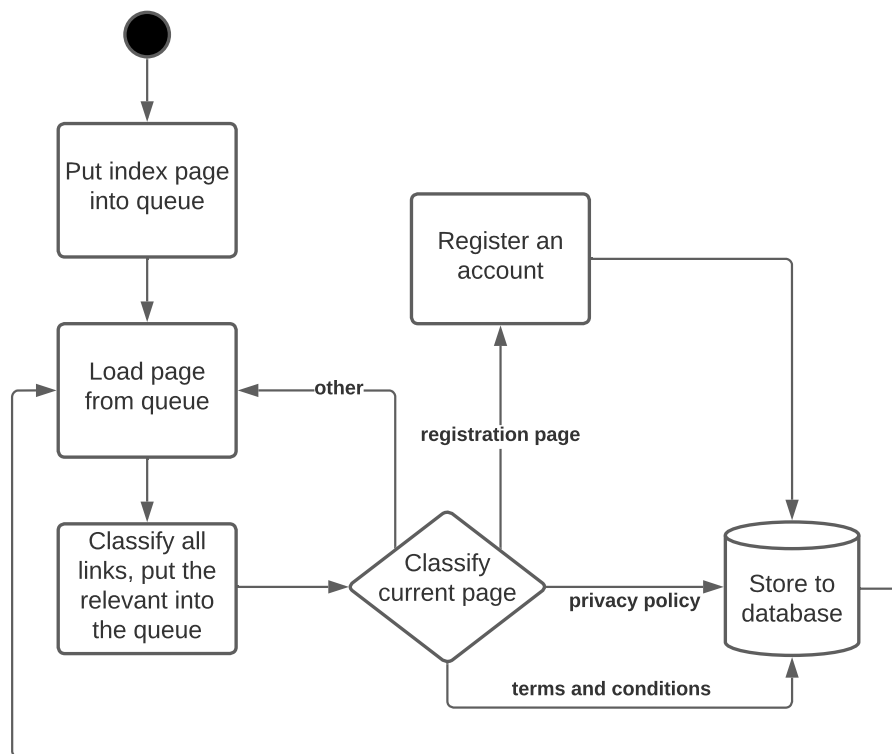 Put index page
into queue
Register an
account
Load page
from queue
other
registration page
Classify all
links, put the
relevant into
the queue
Classify
current page
privacy policy
Store to
database
terms and conditions